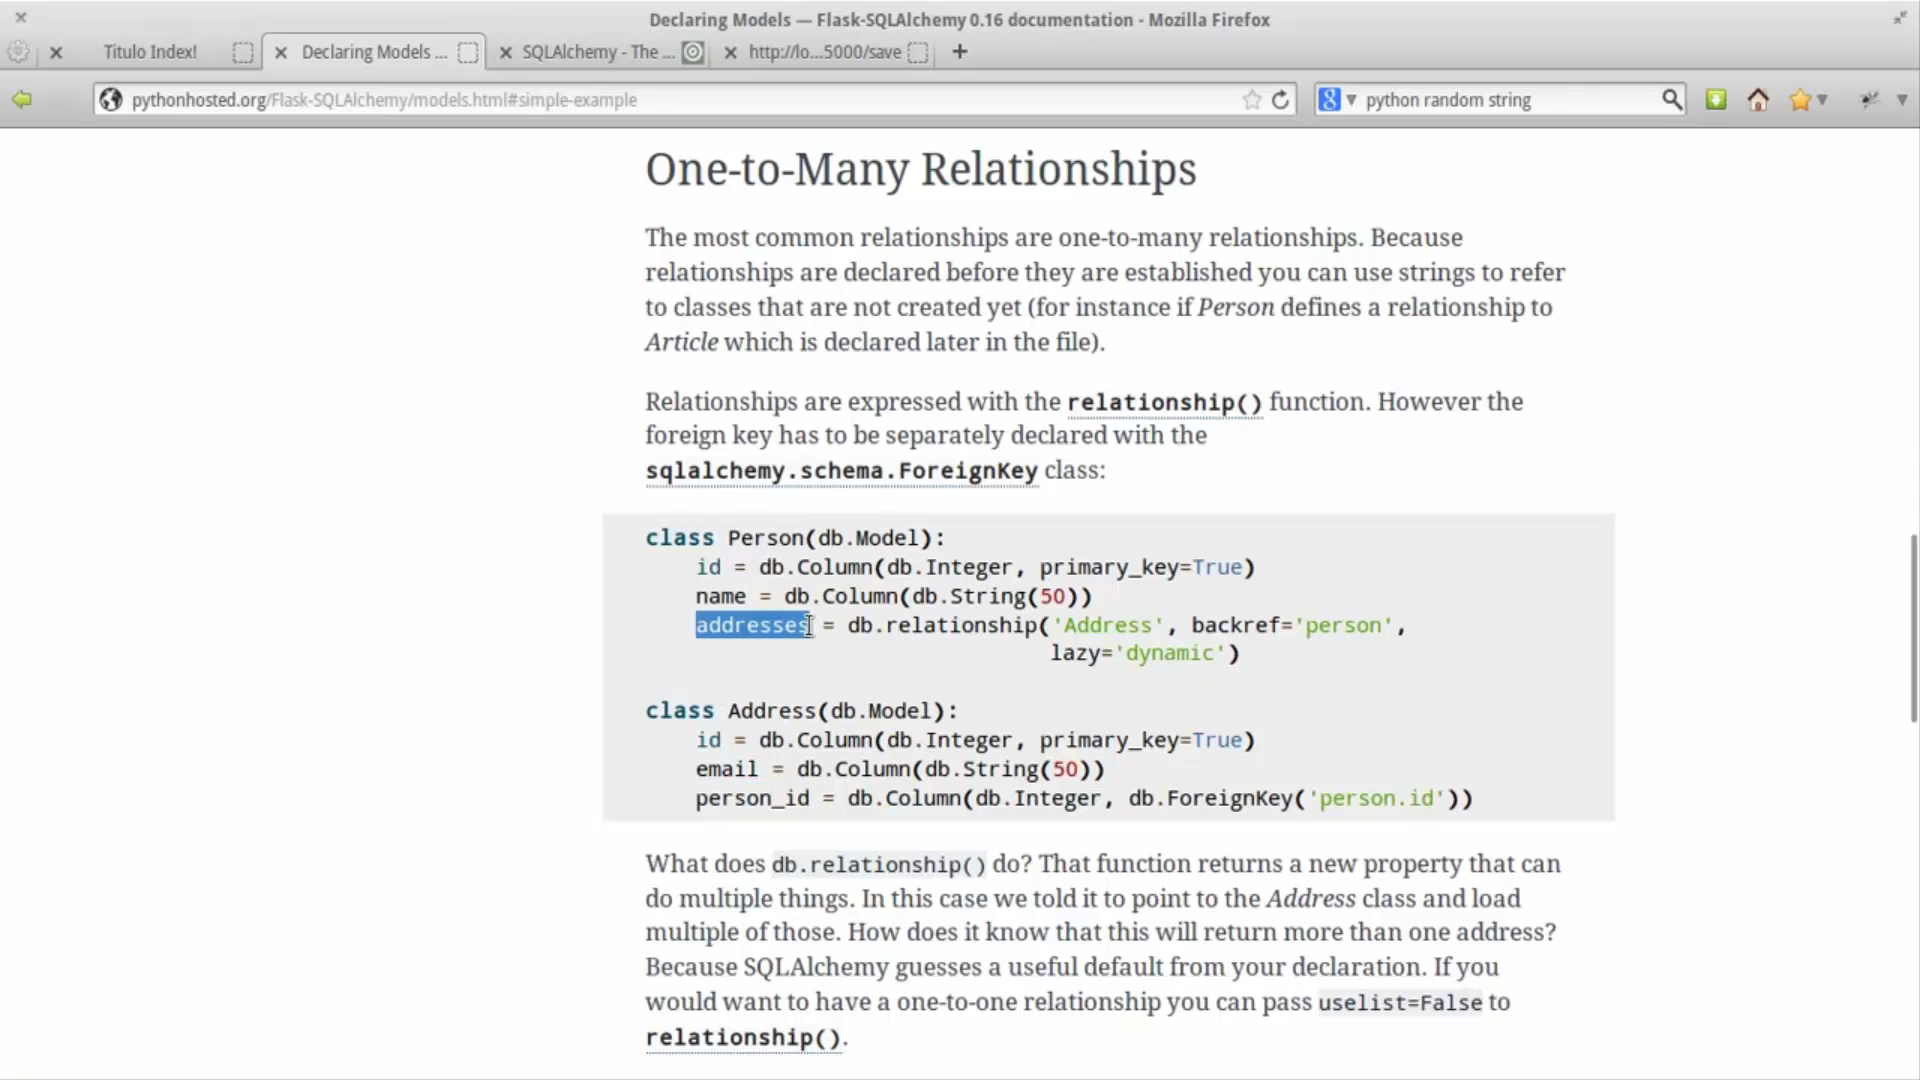 Declaring Models — Flask-SQLAlchemy 0.16 documentation - Mozilla Firefox
Titulo Index!
Declaring Models ...
SQLAlchemy - The ...
http://lo...5000/save
pythonhosted.org/Flask-SQLAlchemy/models.html#simple-example
python random string
One-to-Many Relationships
The most common relationships are one-to-many relationships. Because
relationships are declared before they are established you can use strings to refer
to classes that are not created yet (for instance if Person defines a relationship to
Article which is declared later in the file).
Relationships are expressed with the relationship() function. However the
foreign key has to be separately declared with the
sqlalchemy.schema.ForeignKey class:
class Person(db.Model):
    id = db.Column(db.Integer, primary_key=True)
    name = db.Column(db.String(50))
    addresses = db.relationship('Address', backref='person',
                                lazy='dynamic')
class Address(db.Model):
    id = db.Column(db.Integer, primary_key=True)
    email = db.Column(db.String(50))
    person_id = db.Column(db.Integer, db.ForeignKey('person.id'))
What does db.relationship() do? That function returns a new property that can
do multiple things. In this case we told it to point to the Address class and load
multiple of those. How does it know that this will return more than one address?
Because SQLAlchemy guesses a useful default from your declaration. If you
would want to have a one-to-one relationship you can pass uselist=False to
relationship().